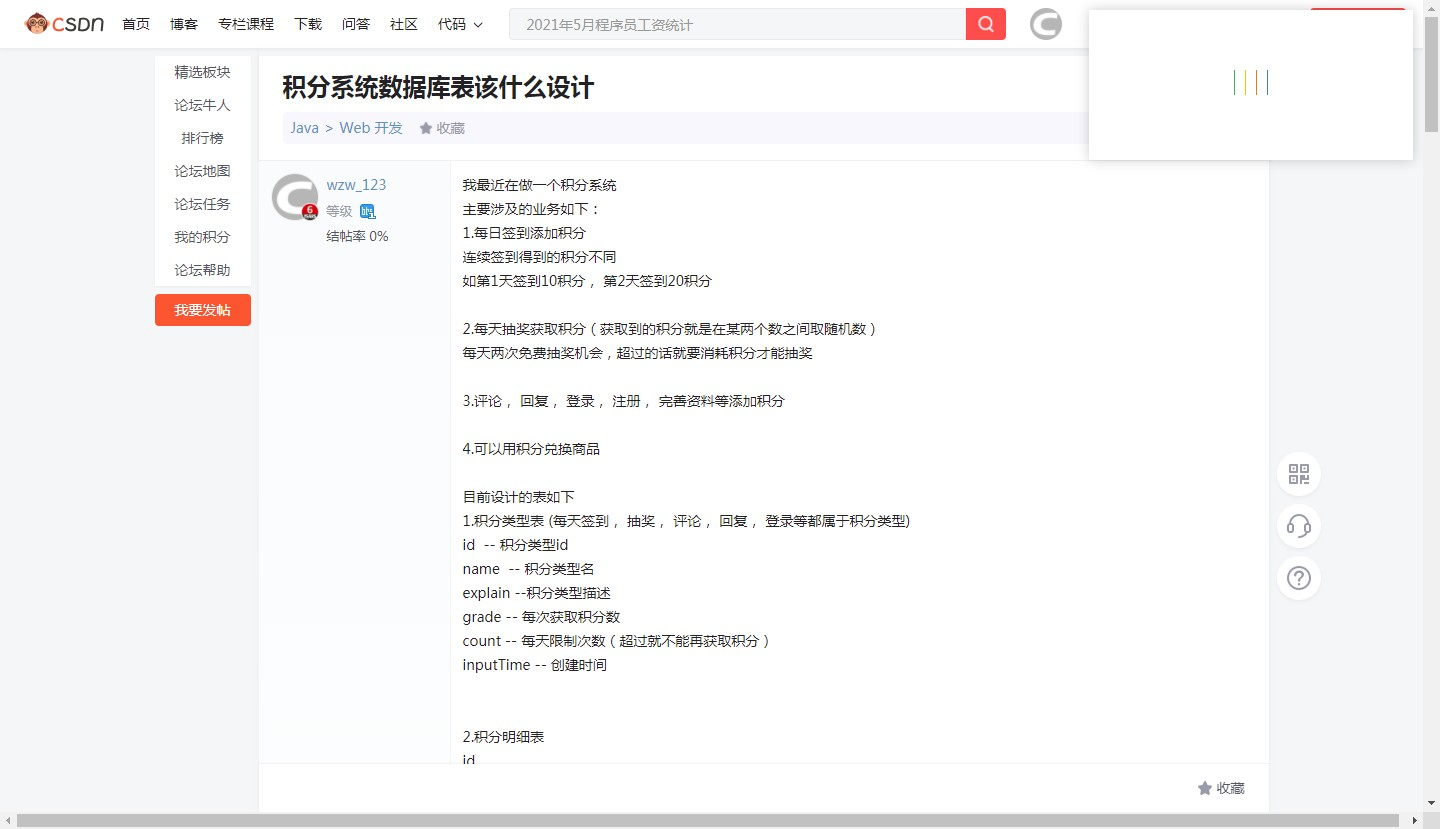 CSDN 首页 博客 专栏课程 下载 问答 社区 代码 2021年5月程序员工资统计
精选板块
论坛牛人
排行榜
论坛地图
论坛任务
我的积分
论坛帮助
我要发帖
积分系统数据库表该什么设计
Java > Web 开发 收藏
wzw_123
等级
结帖率 0%
我最近在做一个积分系统
主要涉及的业务如下：
1.每日签到添加积分
连续签到得到的积分不同
如第1天签到10积分， 第2天签到20积分
2.每天抽奖获取积分（获取到的积分就是在某两个数之间取随机数）
每天两次免费抽奖机会，超过的话就要消耗积分才能抽奖
3.评论， 回复， 登录， 注册， 完善资料等添加积分
4.可以用积分兑换商品
目前设计的表如下
1.积分类型表 (每天签到， 抽奖， 评论， 回复， 登录等都属于积分类型)
id -- 积分类型id
name -- 积分类型名
explain --积分类型描述
grade -- 每次获取积分数
count -- 每天限制次数（超过就不能再获取积分）
inputTime -- 创建时间
2.积分明细表
id
收藏